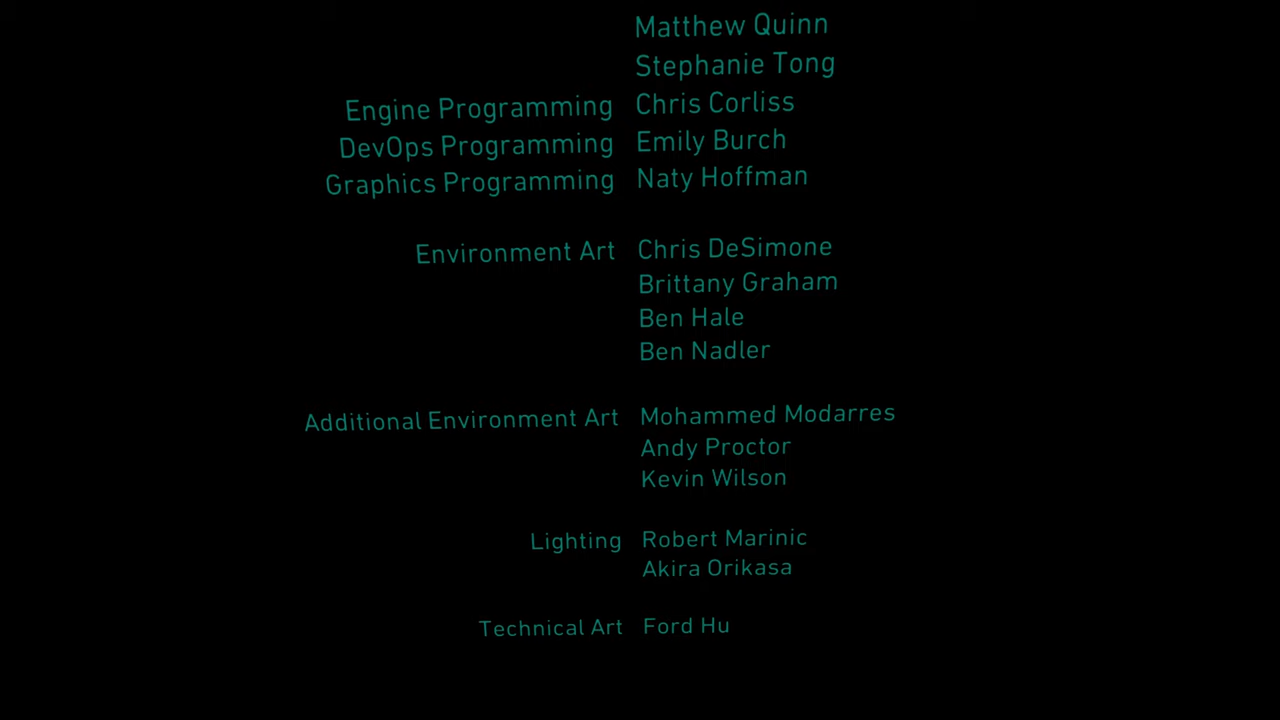 Matthew Quinn
Stephanie Tong
Engine Programming Chris Corliss
DevOps Programming Emily Burch
Graphics Programming Naty Hoffman
Environment Art Chris DeSimone
Brittany Graham
Ben Hale
Ben Nadler
Additional Environment Art Mohammed Modarres
Andy Proctor
Kevin Wilson
Lighting Robert Marinic
Akira Orikasa
Technical Art Ford Hu